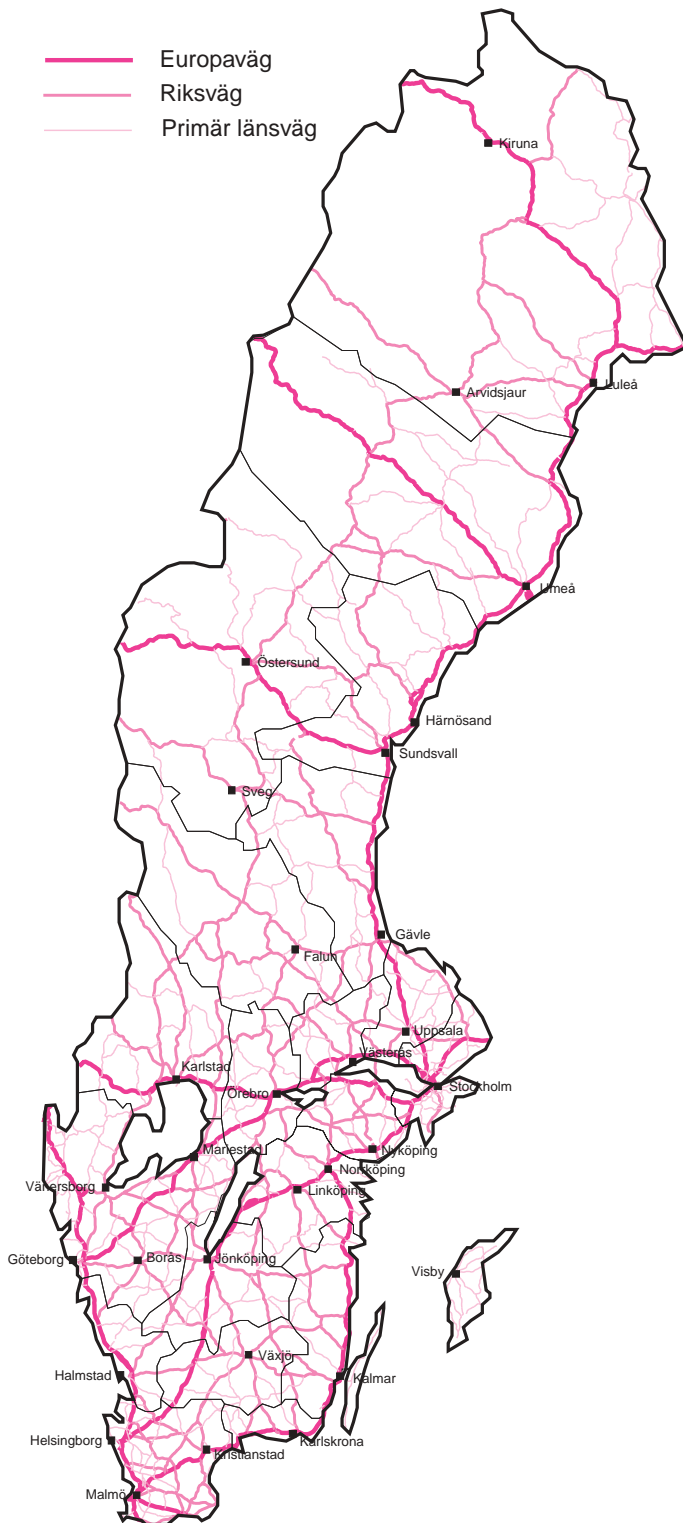 Europaväg
Riksväg
Primär länsväg
Kiruna
Arvidsjaur
Luleå
Umeå
Östersund
Härnösand
Sundsvall
Sveg
Gävle
Falun
Uppsala
Västerås
Karlstad
Stockholm
Örebro
Nyköping
Mariestad
Norrköping
Vänersborg
Linköping
Göteborg
Borås
Jönköping
Visby
Växjö
Halmstad
Kalmar
Helsingborg
Karlskrona
Kristianstad
Malmö